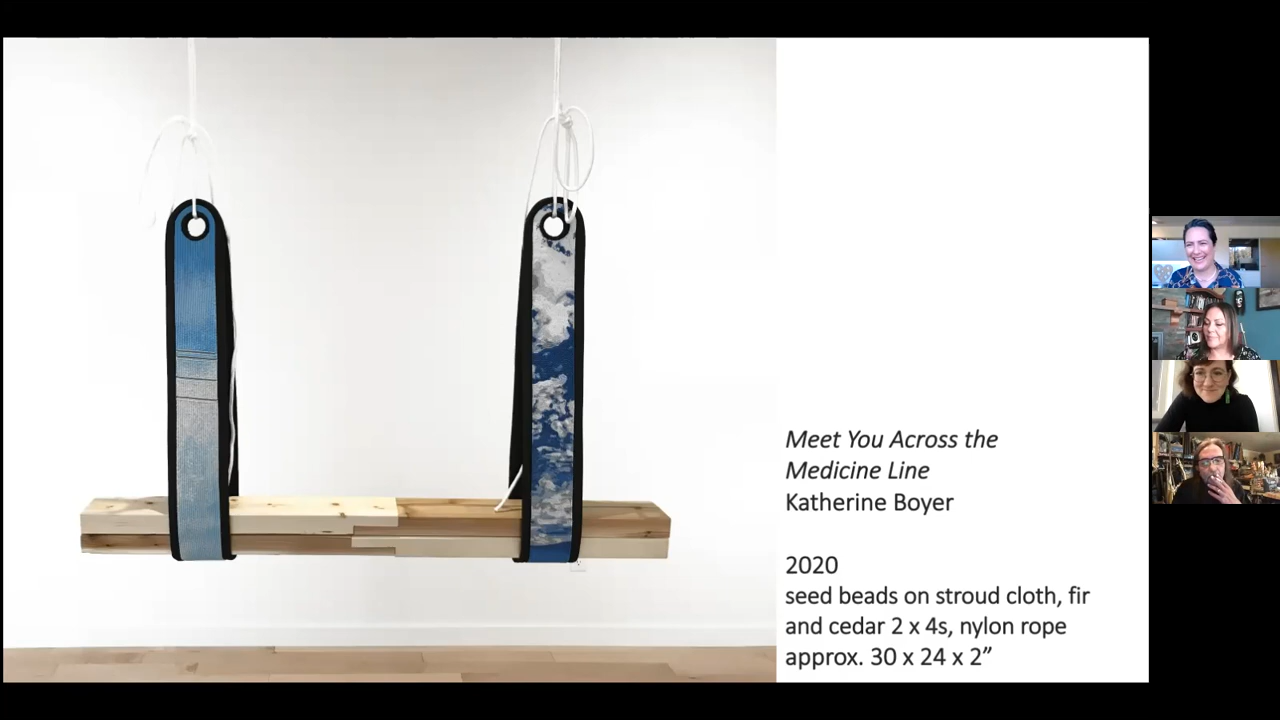 Meet You Across the
Medicine Line
Katherine Boyer
2020
seed beads on stroud cloth, fir
and cedar 2 x 4s, nylon rope
approx. 30 x 24 x 2”